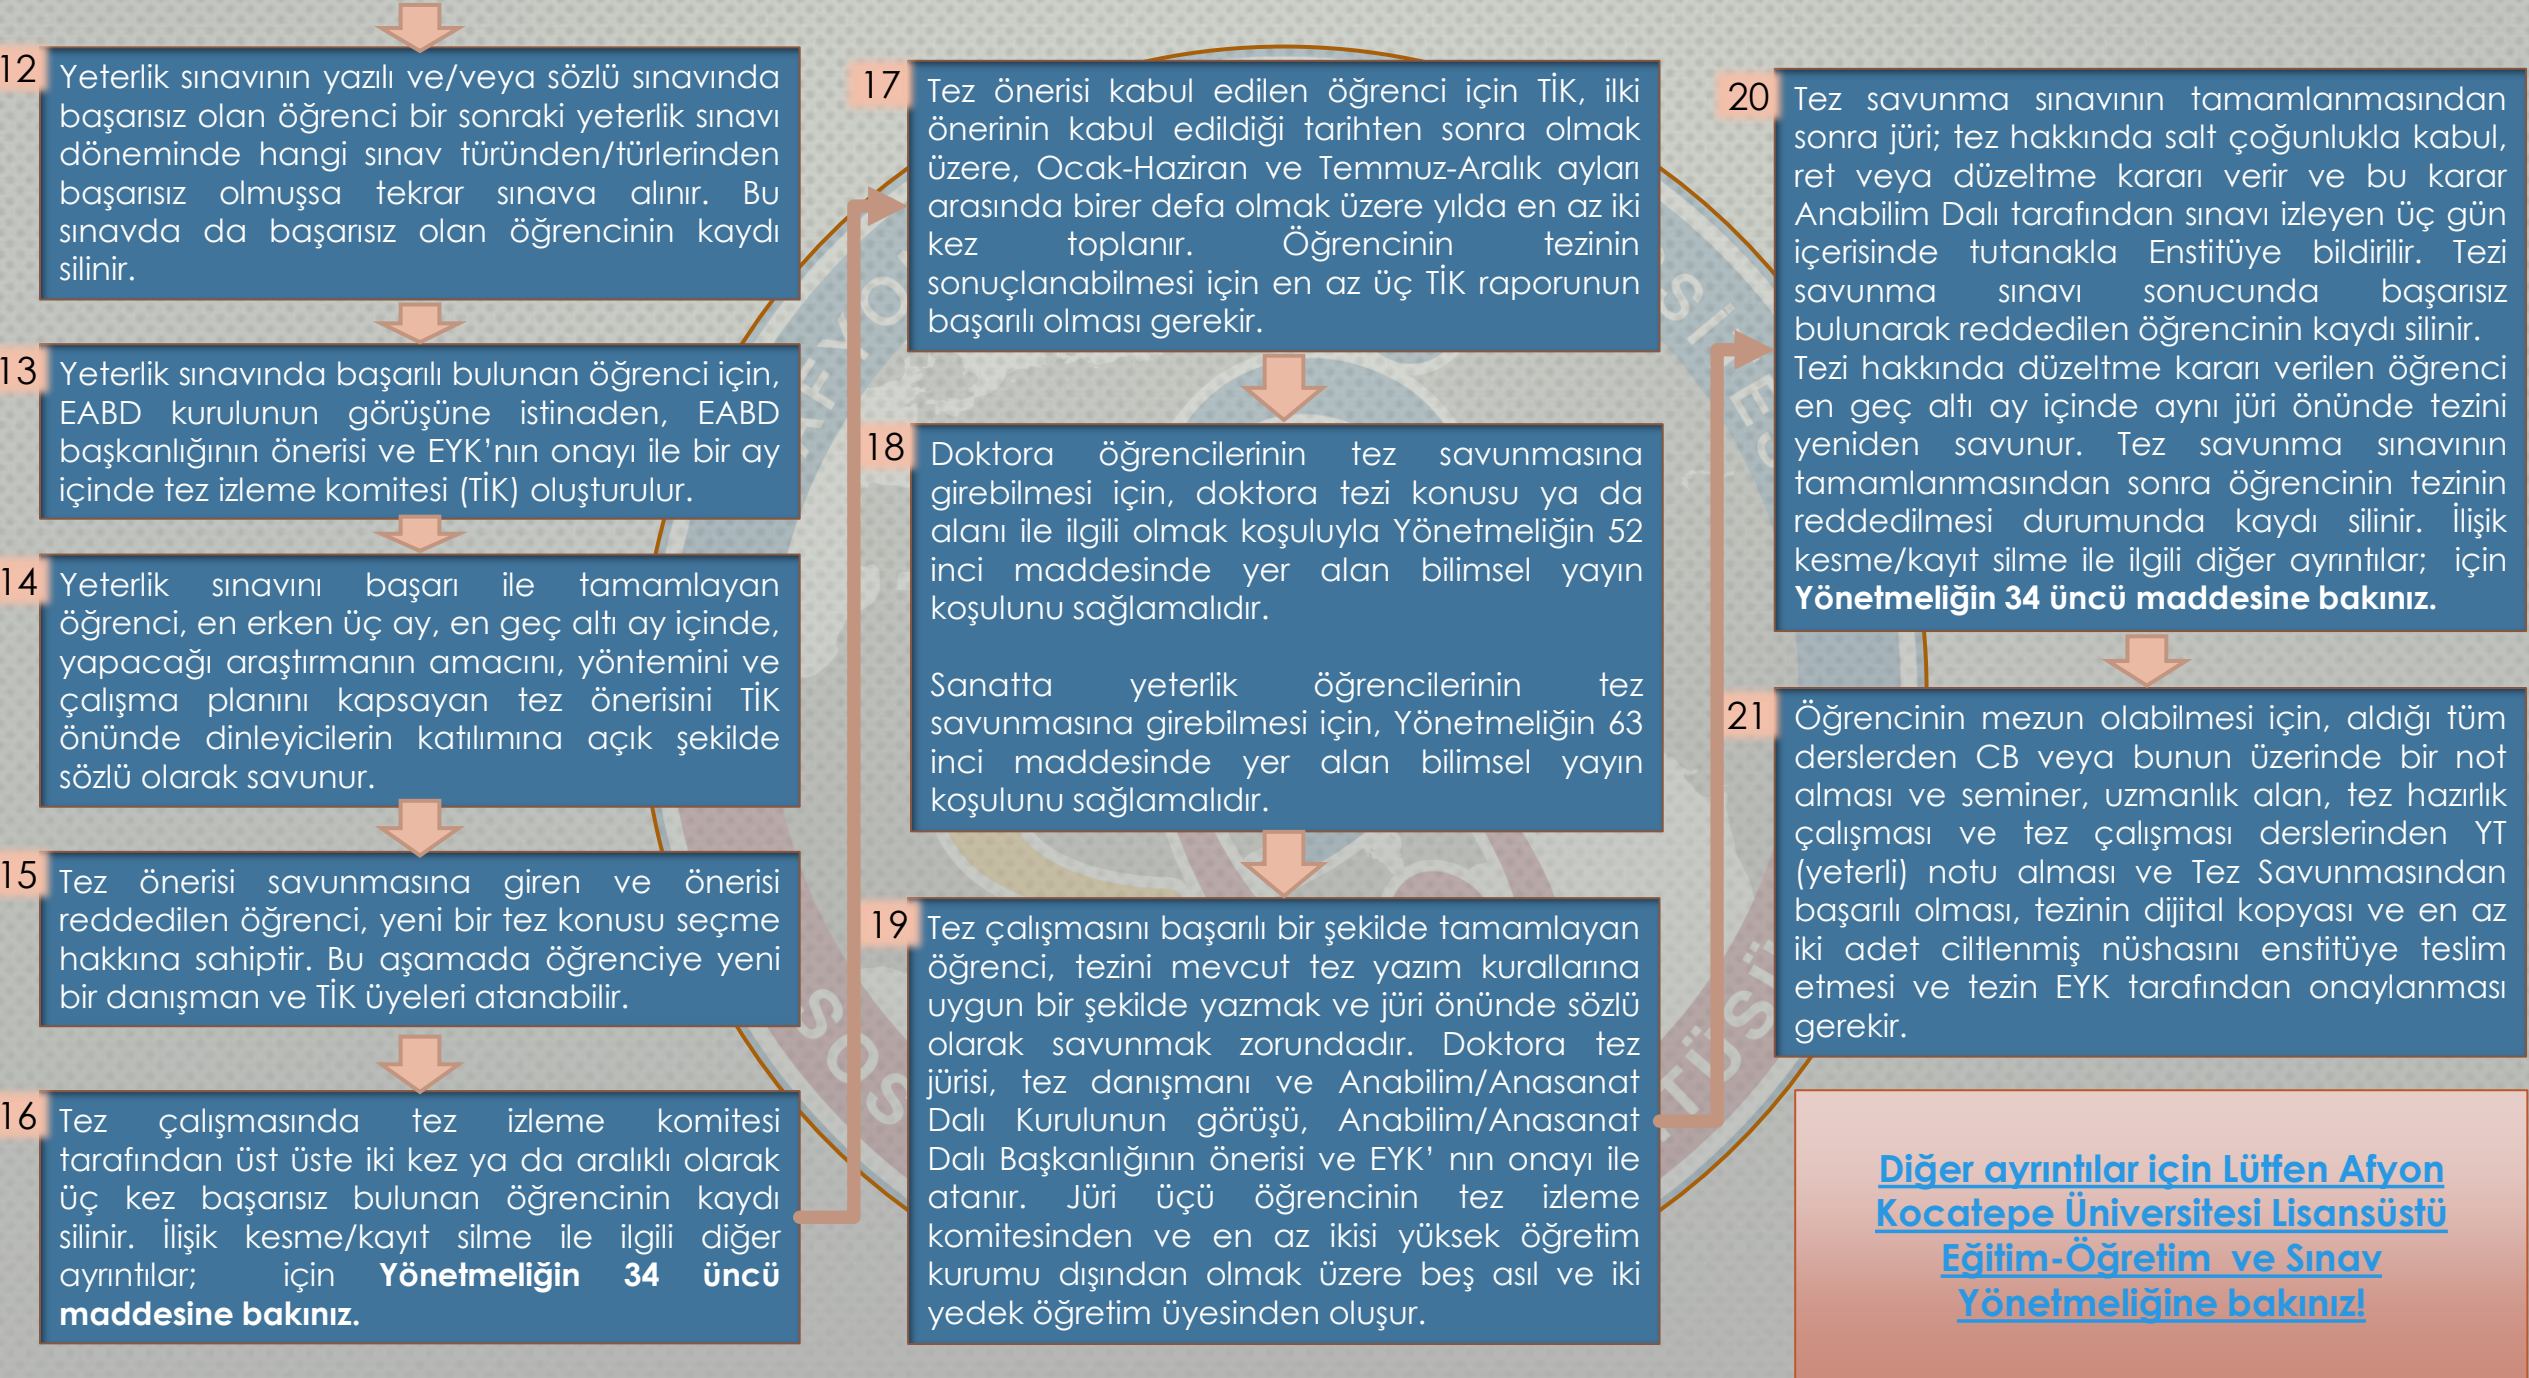 12
Yeterlik sınavının yazılı ve/veya sözlü sınavında
başarısız olan öğrenci bir sonraki yeterlik sınavı
döneminde hangi sınav türünden/türlerinden
başarısız olmuşsa tekrar sınava alınır. Bu
sınavda da başarısız olan öğrencinin kaydı
silinir.
13
Yeterlik sınavında başarılı bulunan öğrenci için,
EABD kurulunun görüşüne istinaden, EABD
başkanlığının önerisi ve EYK’nın onayı ile bir ay
içinde tez izleme komitesi (TİK) oluşturulur.
14
Yeterlik sınavını başarı ile tamamlayan
öğrenci, en erken üç ay, en geç altı ay içinde,
yapacağı araştırmanın amacını, yöntemini ve
çalışma planını kapsayan tez önerisini TİK
önünde dinleyicilerin katılımına açık şekilde
sözlü olarak savunur.
15
Tez önerisi savunmasına giren ve önerisi
reddedilen öğrenci, yeni bir tez konusu seçme
hakkına sahiptir. Bu aşamada öğrenciye yeni
bir danışman ve TİK üyeleri atanabilir.
16
Tez çalışmasında tez izleme komitesi
tarafından üst üste iki kez ya da aralıklı olarak
üç kez başarısız bulunan öğrencinin kaydı
silinir. İlişik kesme/kayıt silme ile ilgili diğer
ayrıntılar; için Yönetmeliğin 34 üncü
maddesine bakınız.
17
Tez önerisi kabul edilen öğrenci için TİK, ilki
önerinin kabul edildiği tarihten sonra olmak
üzere, Ocak-Haziran ve Temmuz-Aralık ayları
arasında birer defa olmak üzere yılda en az iki
kez toplanır. Öğrencinin tezinin
sonuçlanabilmesi için en az üç TİK raporunun
başarılı olması gerekir.
18
Doktora öğrencilerinin tez savunmasına
girebilmesi için, doktora tezi konusu ya da
alanı ile ilgili olmak koşuluyla Yönetmeliğin 52
inci maddesinde yer alan bilimsel yayın
koşulunu sağlamalıdır.
Sanatta yeterlik öğrencilerinin tez
savunmasına girebilmesi için, Yönetmeliğin 63
inci maddesinde yer alan bilimsel yayın
koşulunu sağlamalıdır.
19
Tez çalışmasını başarılı bir şekilde tamamlayan
öğrenci, tezini mevcut tez yazım kurallarına
uygun bir şekilde yazmak ve jüri önünde sözlü
olarak savunmak zorundadır. Doktora tez
jürisi, tez danışmanı ve Anabilim/Anasanat
Dalı Kurulunun görüşü, Anabilim/Anasanat
Dalı Başkanlığının önerisi ve EYK’ nın onayı ile
atanır. Jüri üçü öğrencinin tez izleme
komitesinden ve en az ikisi yüksek öğretim
kurumu dışından olmak üzere beş asıl ve iki
yedek öğretim üyesinden oluşur.
20
Tez savunma sınavının tamamlanmasından
sonra jüri; tez hakkında salt çoğunlukla kabul,
ret veya düzeltme kararı verir ve bu karar
Anabilim Dalı tarafından sınavı izleyen üç gün
içerisinde tutanakla Enstitüye bildirilir. Tezi
savunma sınavı sonucunda başarısız
bulunarak reddedilen öğrencinin kaydı silinir.
Tezi hakkında düzeltme kararı verilen öğrenci
en geç altı ay içinde aynı jüri önünde tezini
yeniden savunur. Tez savunma sınavının
tamamlanmasından sonra öğrencinin tezinin
reddedilmesi durumunda kaydı silinir. İlişik
kesme/kayıt silme ile ilgili diğer ayrıntılar; için
Yönetmeliğin 34 üncü maddesine bakınız.
21
Öğrencinin mezun olabilmesi için, aldığı tüm
derslerden CB veya bunun üzerinde bir not
alması ve seminer, uzmanlık alan, tez hazırlık
çalışması ve tez çalışması derslerinden YT
(yeterli) notu alması ve Tez Savunmasından
başarılı olması, tezinin dijital kopyası ve en az
iki adet ciltlenmiş nüshasını enstitüye teslim
etmesi ve tezin EYK tarafından onaylanması
gerekir.
Diğer ayrıntılar için Lütfen Afyon
Kocatepe Üniversitesi Lisansüstü
Eğitim-Öğretim ve Sınav
Yönetmeliğine bakınız!